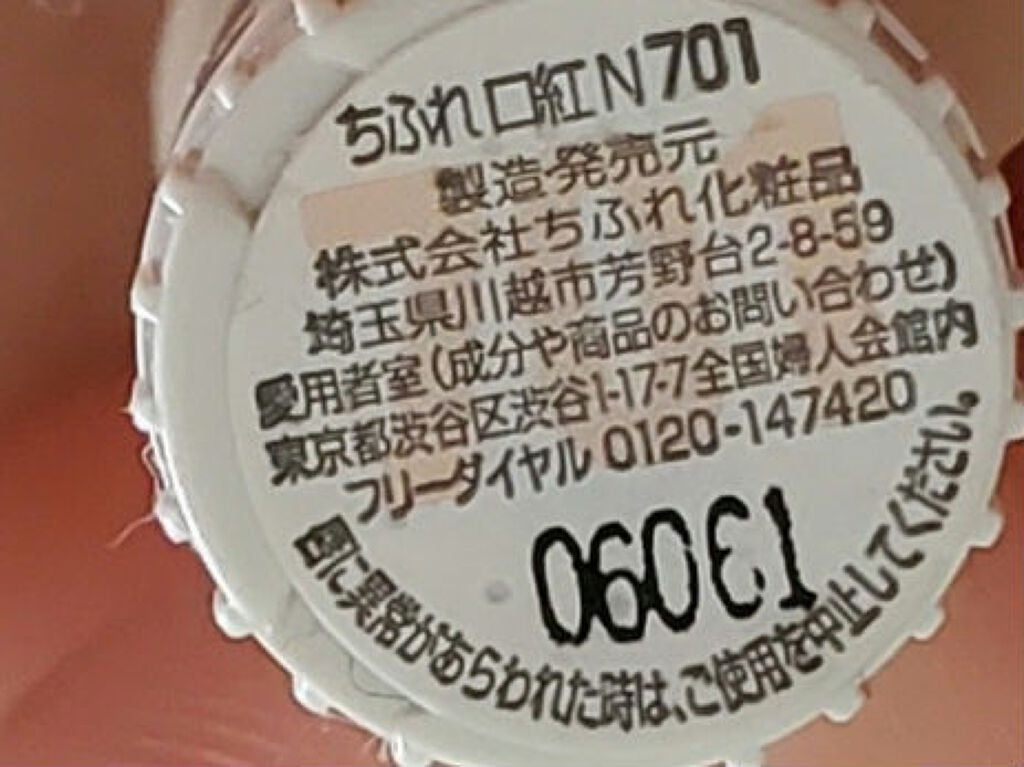 ちふれ口紅N701
製造発売元
株式会社ちふれ化粧品
埼玉県川越市芳野台2-8-59
愛用者室(成分や商品のお問い合わせ)
東京都渋谷区渋谷1-17-7全国婦人会館内
フリーダイヤル 0120-147420
唇に異常があらわれた時は、ご使用を中止してください。